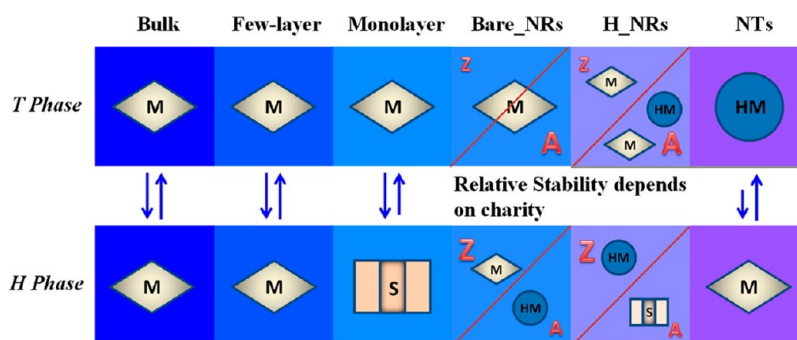 Bulk Few-layer Monolayer Bare_NRs H_NRs NTs
T Phase M M M Z M A Z M HM M A HM
Relative Stability depends
on charity
H Phase M M S Z M HM A Z HM S A M